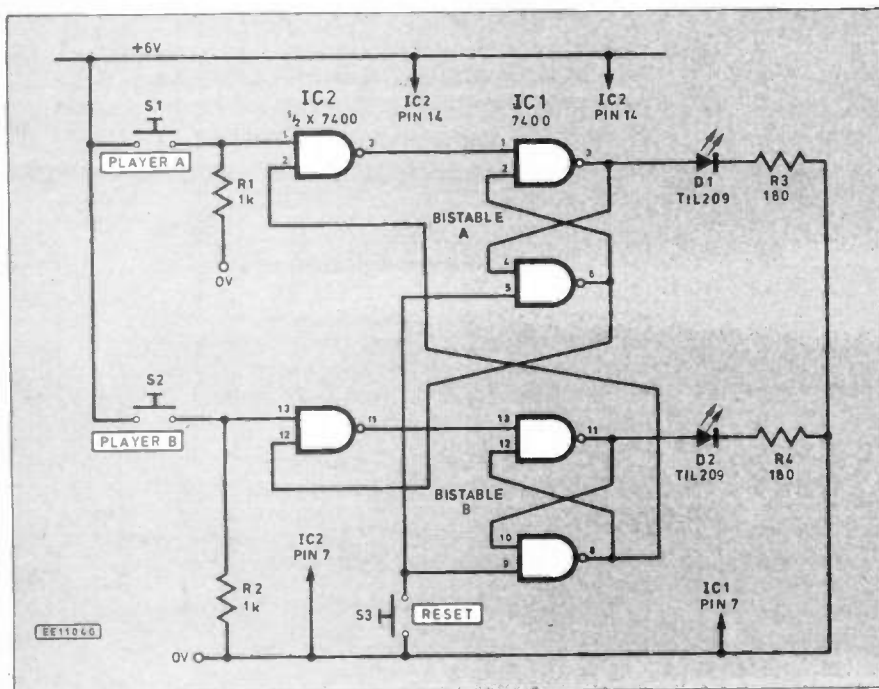 +6V
S1
PLAYER A
R1
1k
0V
IC2
½ X 7400
1
2
3
IC2
PIN 14
IC1
7400
IC2
PIN 14
1
2
3
BISTABLE
A
4
5
6
D1
TIL209
R3
180
S2
PLAYER B
13
12
11
13
12
11
BISTABLE
B
10
9
8
D2
TIL209
R4
180
R2
1k
IC2
PIN 7
S3
RESET
IC1
PIN 7
EE1104G
0V